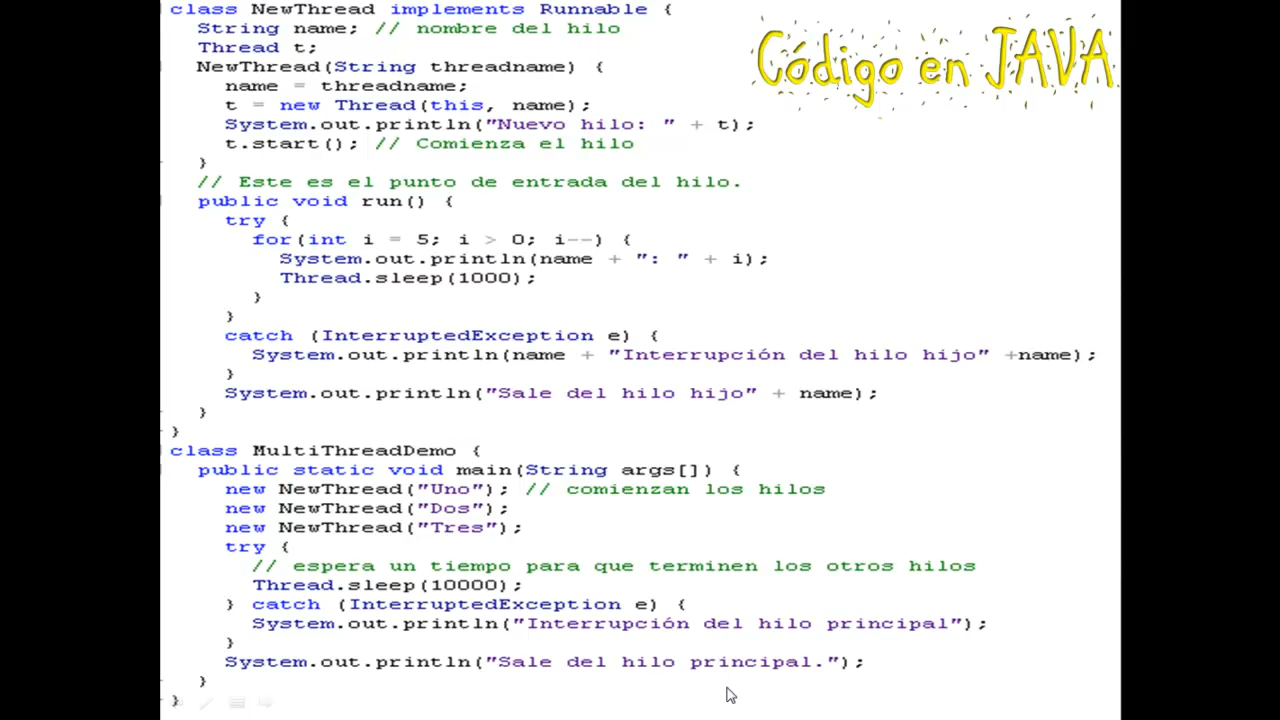 class NewThread implements Runnable {
String name; // nombre del hilo
Thread t;
NewThread(String threadname) {
name = threadname;
t = new Thread(this, name);
System.out.println("Nuevo hilo: " + t);
t.start(); // Comienza el hilo
}
// Este es el punto de entrada del hilo.
public void run() {
try {
for(int i = 5; i > 0; i--) {
System.out.println(name + ": " + i);
Thread.sleep(1000);
}
}
catch (InterruptedException e) {
System.out.println(name + "Interrupción del hilo hijo" +name);
}
System.out.println("Sale del hilo hijo" + name);
}
}
class MultiThreadDemo {
public static void main(String args[]) {
new NewThread("Uno"); // comienzan los hilos
new NewThread("Dos");
new NewThread("Tres");
try {
// espera un tiempo para que terminen los otros hilos
Thread.sleep(10000);
} catch (InterruptedException e) {
System.out.println("Interrupción del hilo principal");
}
System.out.println("Sale del hilo principal.");
}
}
Código en JAVA